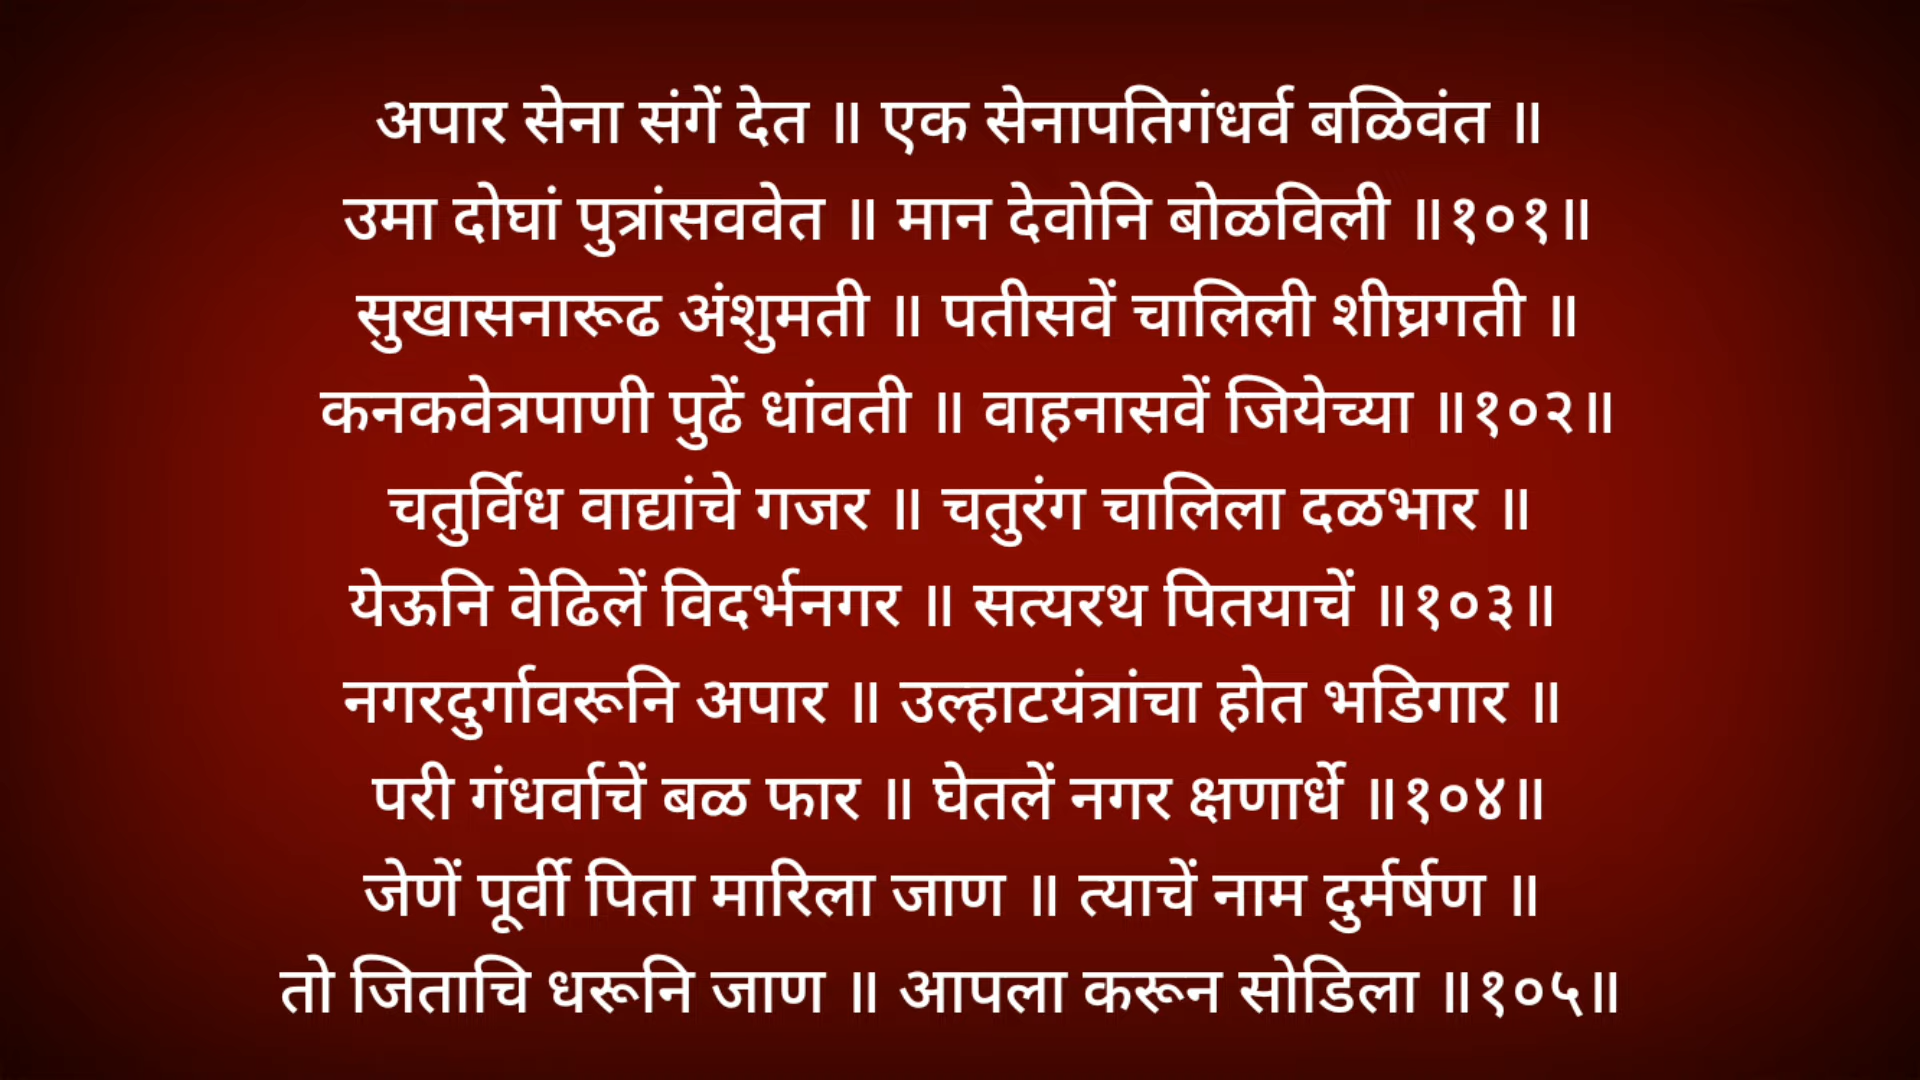 अपार सेना संगें देत ॥ एक सेनापतिगंधर्व बळिवंत ॥
उमा दोघां पुत्रांसववेत ॥ मान देवोनि बोळविली ॥१०१॥
सुखासनारूढ अंशुमती ॥ पतीसवें चालिली शीघ्रगती ॥
कनकवेत्रपाणी पुढें धांवती ॥ वाहनासवें जियेच्या ॥१०२॥
चतुर्विध वाद्यांचे गजर ॥ चतुरंग चालिला दळभार ॥
येऊनि वेढिलें विदर्भनगर ॥ सत्यरथ पितयाचें ॥१०३॥
नगरदुर्गावरूनि अपार ॥ उल्हाटयंत्रांचा होत भडिगार ॥
परी गंधर्वाचें बळ फार ॥ घेतलें नगर क्षणार्धे ॥१०४॥
जेणें पूर्वी पिता मारिला जाण ॥ त्याचें नाम दुर्मर्षण ॥
तो जिताचि धरूनि जाण ॥ आपला करून सोडिला ॥१०५॥